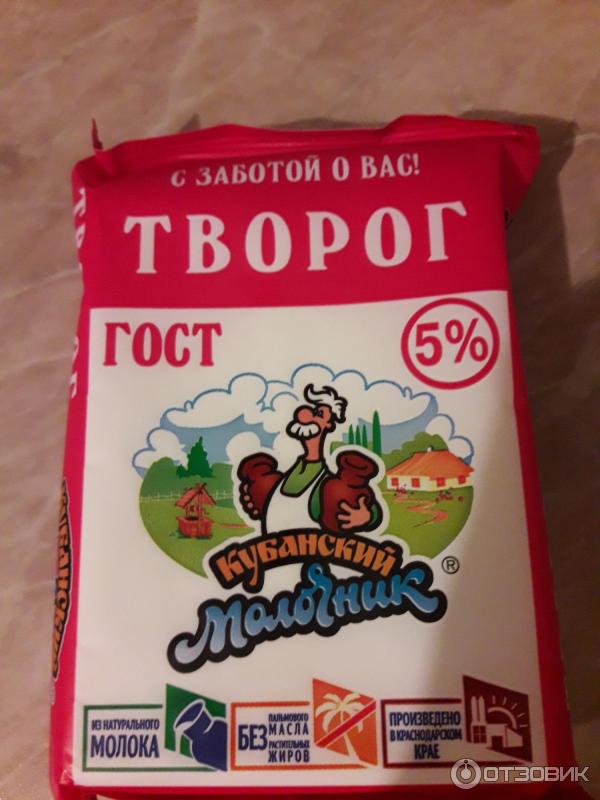 С ЗАБОТОЙ О ВАС!
ТВОРОГ
ГОСТ
5%
Кубанский
Молочник ®
ИЗ НАТУРАЛЬНОГО
МОЛОКА
БЕЗ
ПАЛЬМОВОГО
МАСЛА
РАСТИТЕЛЬНЫХ
ЖИРОВ
ПРОИЗВЕДЕНО
В КРАСНОДАРСКОМ
КРАЕ
ОТЗОВИК